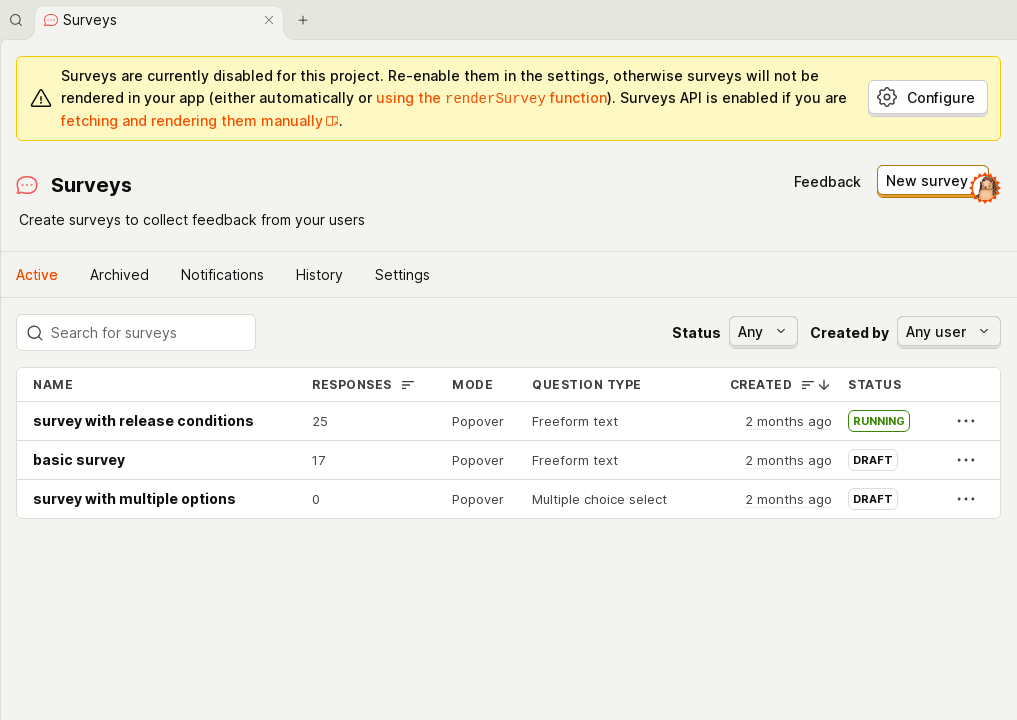 Surveys
Surveys are currently disabled for this project. Re-enable them in the settings, otherwise surveys will not be
rendered in your app (either automatically or using the renderSurvey function). Surveys API is enabled if you are
fetching and rendering them manually.
Configure
Surveys
Feedback
New survey
Create surveys to collect feedback from your users
Active Archived Notifications History Settings
Search for surveys
Status Any Created by Any user
NAME RESPONSES MODE QUESTION TYPE CREATED STATUS
survey with release conditions 25 Popover Freeform text 2 months ago RUNNING
basic survey 17 Popover Freeform text 2 months ago DRAFT
survey with multiple options 0 Popover Multiple choice select 2 months ago DRAFT